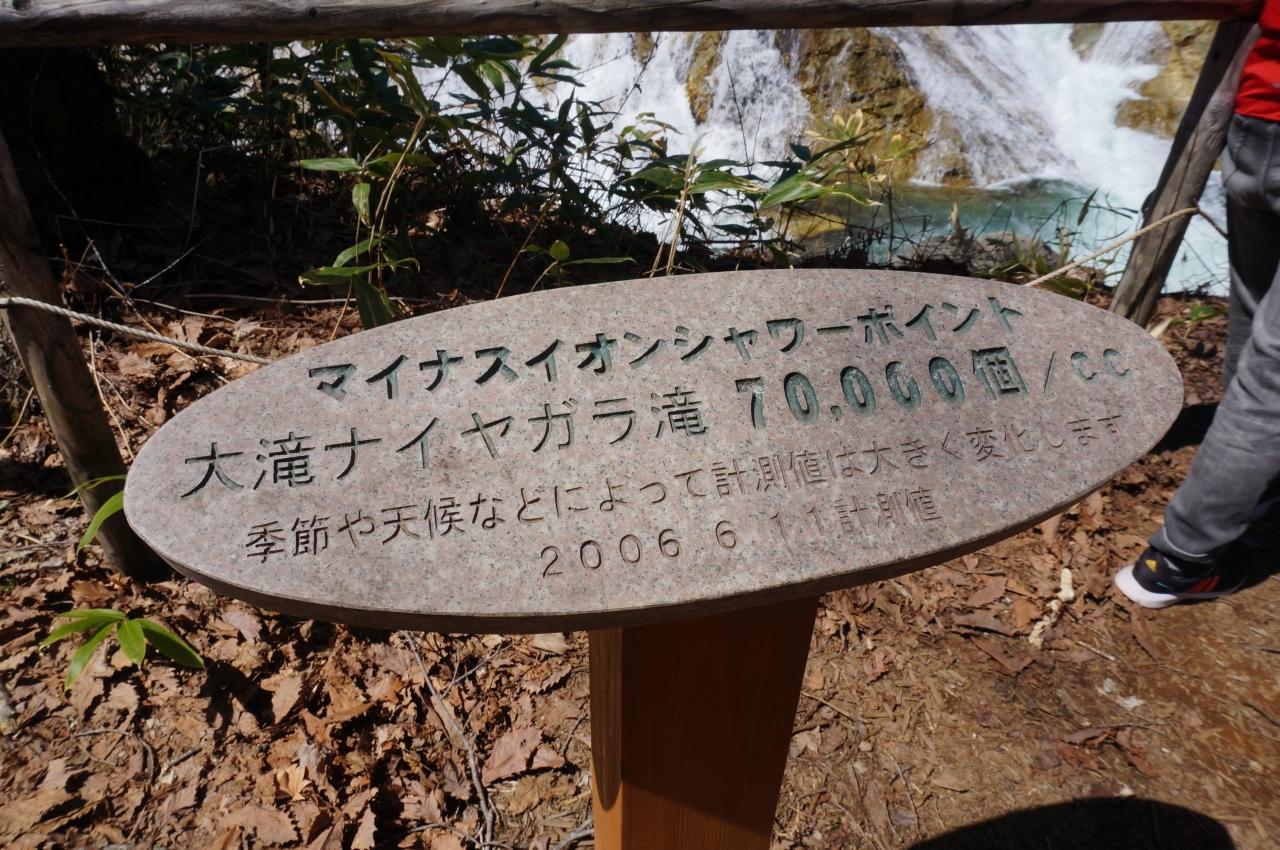 マイナスイオンシャワーポイント
大滝ナイヤガラ滝 70,000個/cc
季節や天候などによって計測値は大きく変化します
2006.6.11計測値